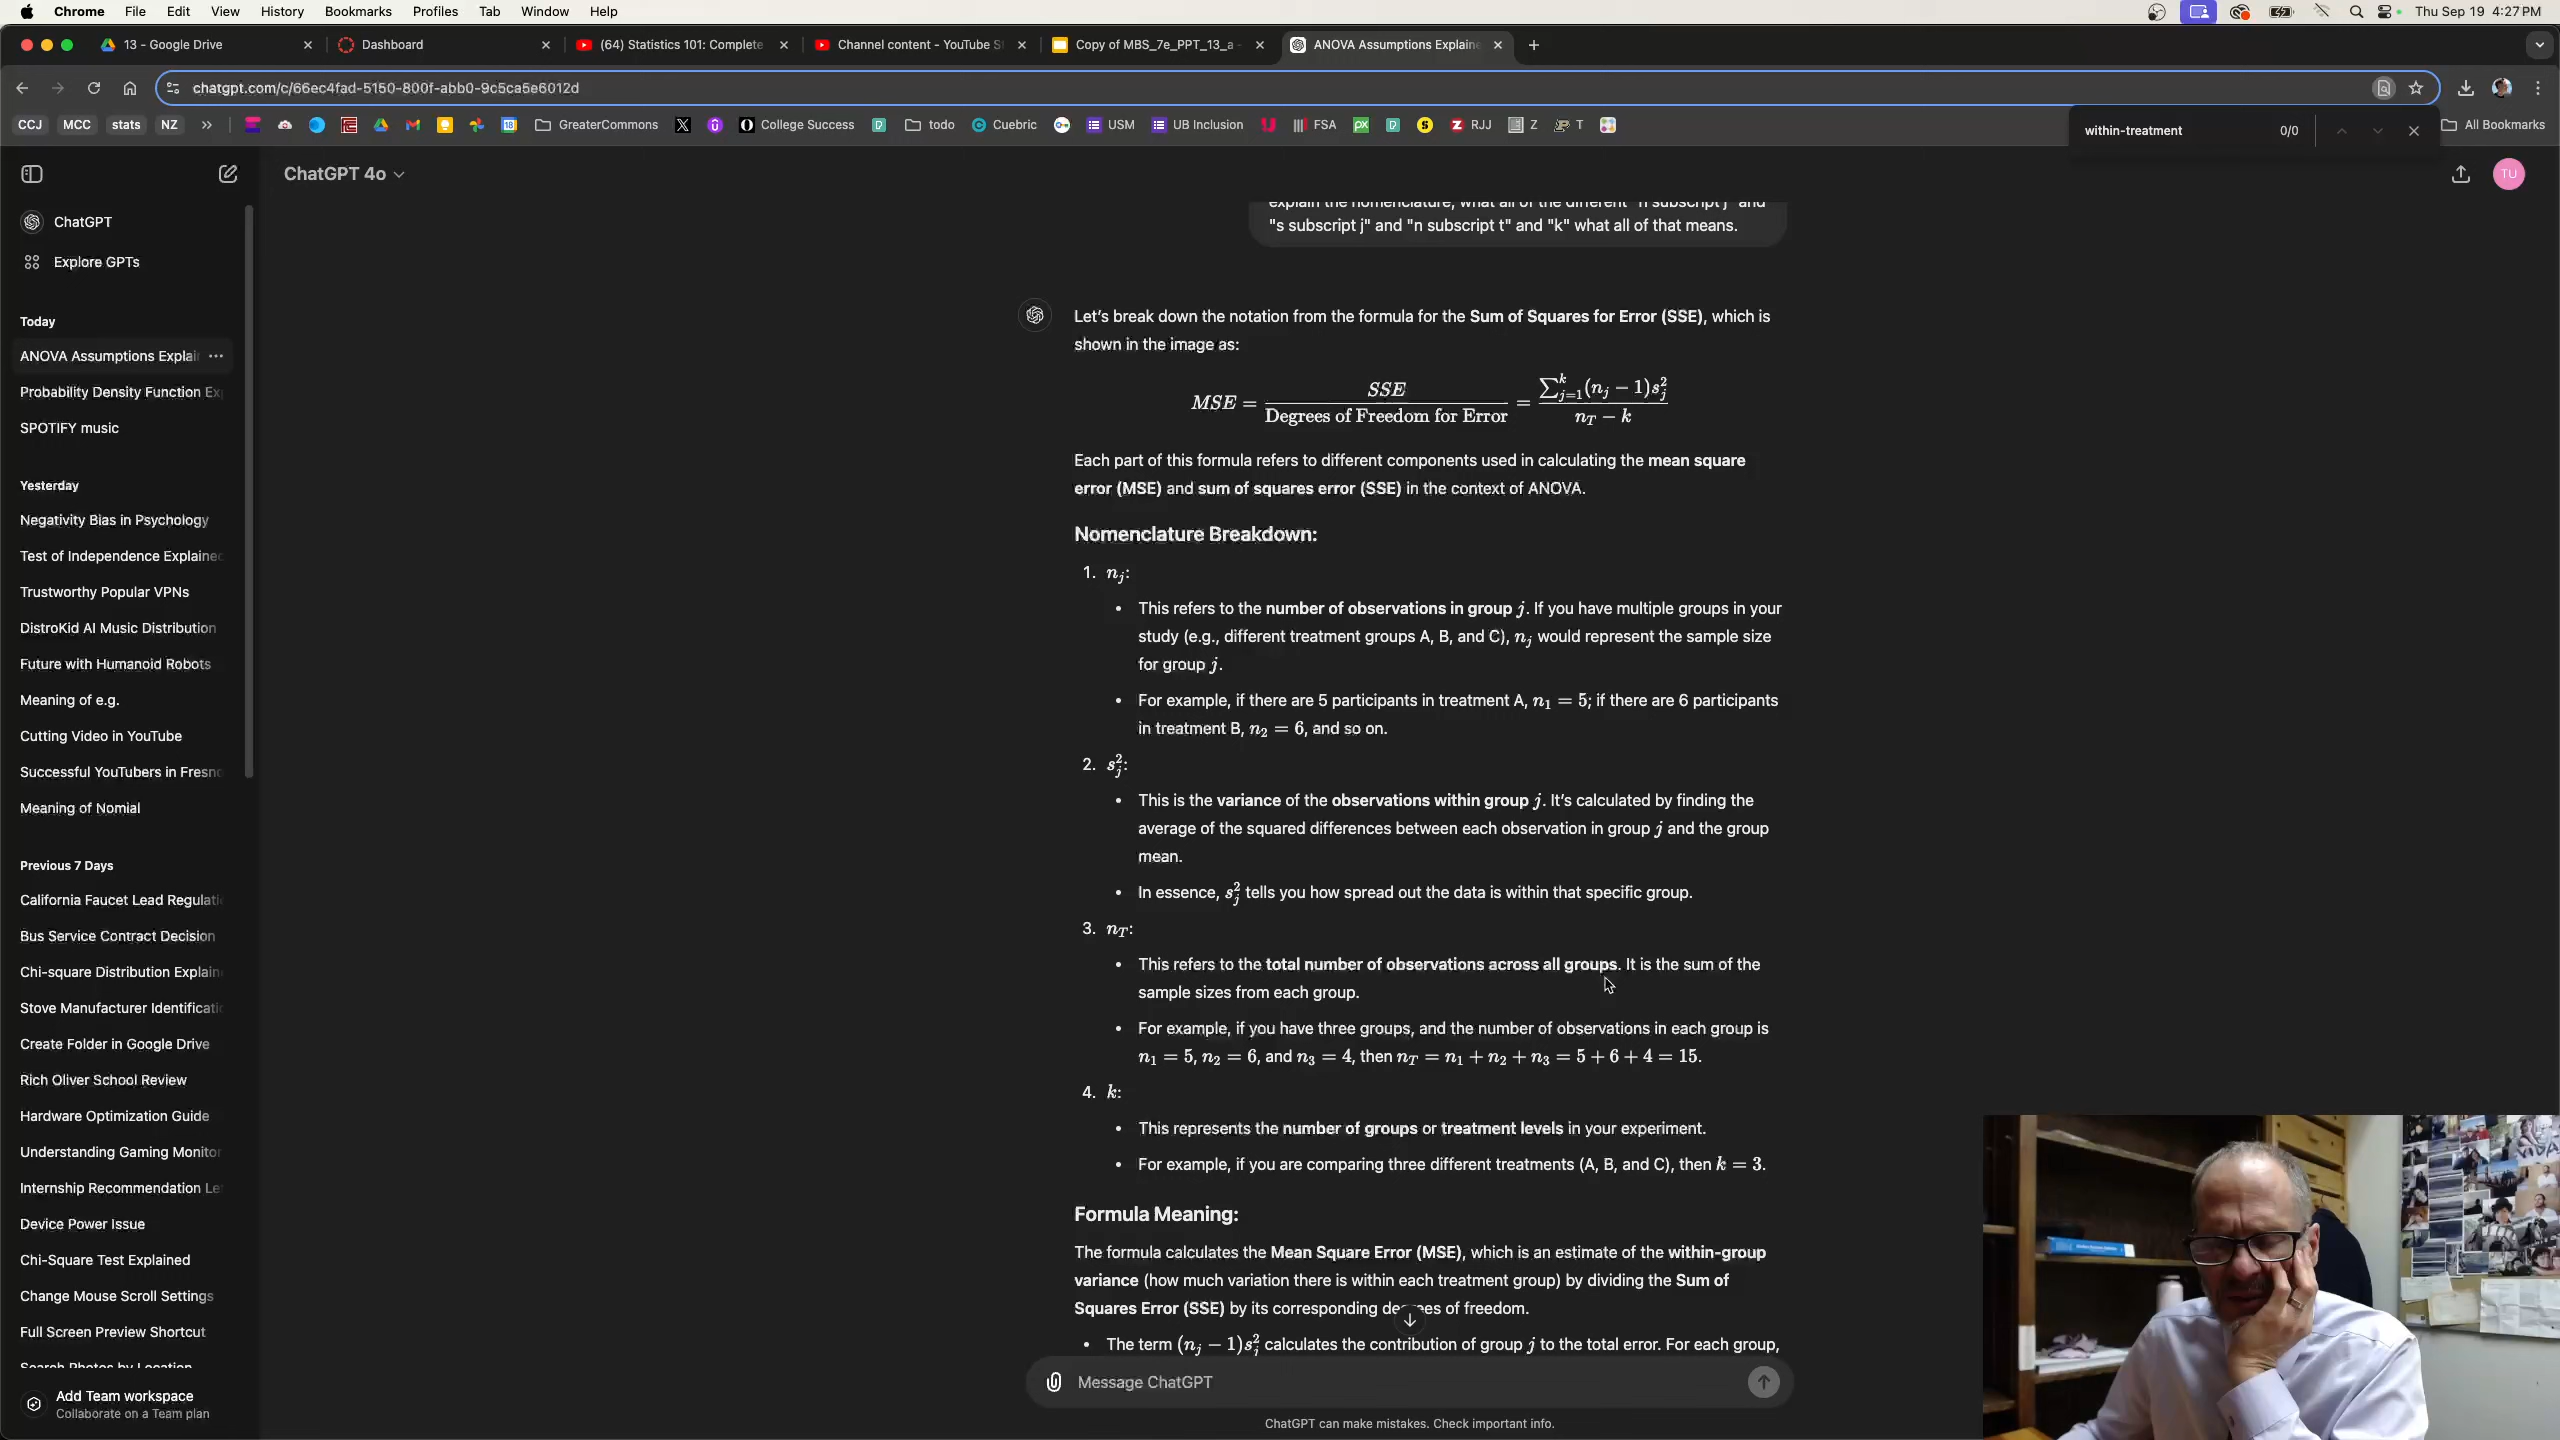 Chrome File Edit View History Bookmarks Profiles Tab Window Help Thu Sep 19 4:27 PM
13 - Google Drive Dashboard (64) Statistics 101: Complete Channel content - YouTube S Copy of MBS_7e_PPT_13_a - ANOVA Assumptions Explain
chatgpt.com/c/66ec4fad-5150-800f-abb0-9c5ca5e6012d
CCJ MCC stats NZ » GreaterCommons College Success todo Cuebric USM UB Inclusion FSA RJJ Z T All Bookmarks
within-treatment 0/0
ChatGPT 4o
TU
ChatGPT
Explore GPTs
Today
ANOVA Assumptions Explai
Probability Density Function Ex
SPOTIFY music
Yesterday
Negativity Bias in Psychology
Test of Independence Explained
Trustworthy Popular VPNs
DistroKid AI Music Distribution
Future with Humanoid Robots
Meaning of e.g.
Cutting Video in YouTube
Successful YouTubers in Fresno
Meaning of Nomial
Previous 7 Days
California Faucet Lead Regulati
Bus Service Contract Decision
Chi-square Distribution Explain
Stove Manufacturer Identificati
Create Folder in Google Drive
Rich Oliver School Review
Hardware Optimization Guide
Understanding Gaming Monitor
Internship Recommendation Le
Device Power Issue
Chi-Square Test Explained
Change Mouse Scroll Settings
Full Screen Preview Shortcut
Search Photos by Location
Add Team workspace
Collaborate on a Team plan
explain the nomenclature, what all of the different "n subscript j" and
"s subscript j" and "n subscript t" and "k" what all of that means.
Let's break down the notation from the formula for the Sum of Squares for Error (SSE), which is
shown in the image as:
MSE = SSE / Degrees of Freedom for Error = ∑_{j=1}^{k} (n_j − 1)s_j^2 / n_T − k
Each part of this formula refers to different components used in calculating the mean square
error (MSE) and sum of squares error (SSE) in the context of ANOVA.
Nomenclature Breakdown:
1. n_j:
• This refers to the number of observations in group j. If you have multiple groups in your
study (e.g., different treatment groups A, B, and C), n_j would represent the sample size
for group j.
• For example, if there are 5 participants in treatment A, n_1 = 5; if there are 6 participants
in treatment B, n_2 = 6, and so on.
2. s_j^2:
• This is the variance of the observations within group j. It's calculated by finding the
average of the squared differences between each observation in group j and the group
mean.
• In essence, s_j^2 tells you how spread out the data is within that specific group.
3. n_T:
• This refers to the total number of observations across all groups. It is the sum of the
sample sizes from each group.
• For example, if you have three groups, and the number of observations in each group is
n_1 = 5, n_2 = 6, and n_3 = 4, then n_T = n_1 + n_2 + n_3 = 5 + 6 + 4 = 15.
4. k:
• This represents the number of groups or treatment levels in your experiment.
• For example, if you are comparing three different treatments (A, B, and C), then k = 3.
Formula Meaning:
The formula calculates the Mean Square Error (MSE), which is an estimate of the within-group
variance (how much variation there is within each treatment group) by dividing the Sum of
Squares Error (SSE) by its corresponding degrees of freedom.
• The term (n_j − 1)s_j^2 calculates the contribution of group j to the total error. For each group,
Message ChatGPT
ChatGPT can make mistakes. Check important info.